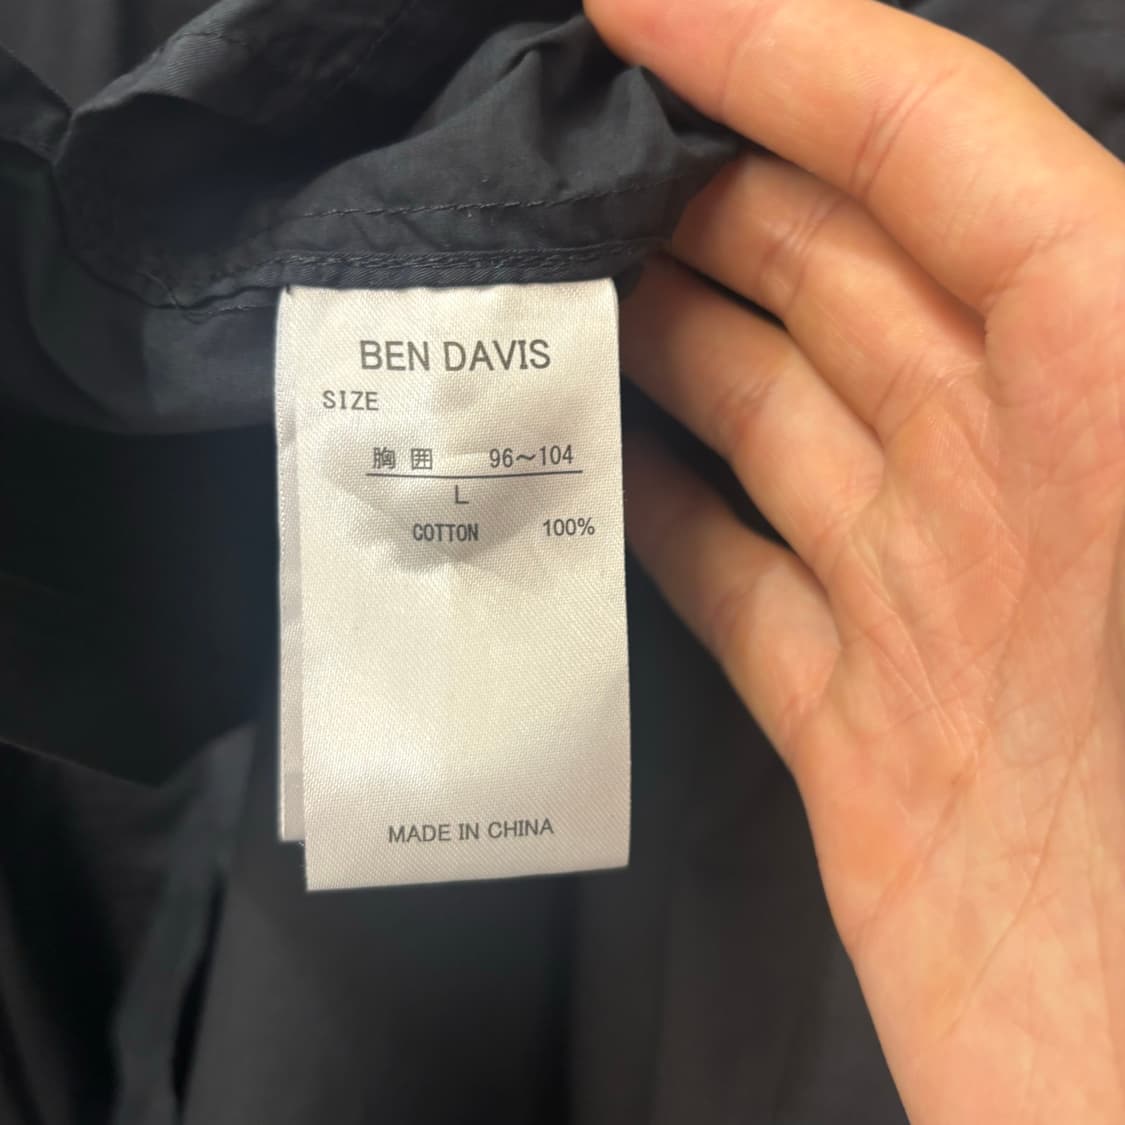 BEN DAVIS
SIZE
胸 囲 96～104
L
COTTON 100%
MADE IN CHINA